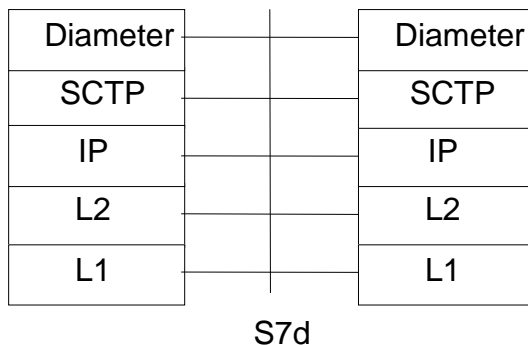 Diameter Diameter
SCTP SCTP
IP IP
L2 L2
L1 L1
S7d